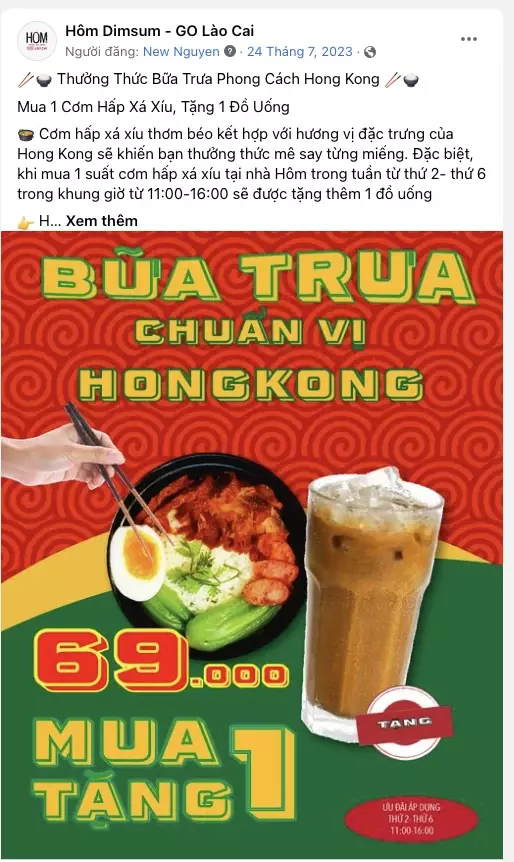 HÔM
Hôm Dimsum - GO Lào Cai
Người đăng: New Nguyen · 24 Tháng 7, 2023 ·
🥢🍚 Thưởng Thức Bữa Trưa Phong Cách Hong Kong 🥢🍚
Mua 1 Cơm Hấp Xá Xíu, Tặng 1 Đồ Uống
🍲 Cơm hấp xá xíu thơm béo kết hợp với hương vị đặc trưng của
Hong Kong sẽ khiến bạn thưởng thức mê say từng miếng. Đặc biệt,
khi mua 1 suất cơm hấp xá xíu tại nhà Hôm trong tuần từ thứ 2- thứ 6
trong khung giờ từ 11:00-16:00 sẽ được tặng thêm 1 đồ uống
👉 H... Xem thêm
BỮA TRƯA
CHUẨN VỊ
HONGKONG
69.000
MUA
TẶNG 1
TẶNG
ƯU ĐÃI ÁP DỤNG
THỨ 2- THỨ 6
11:00-16:00